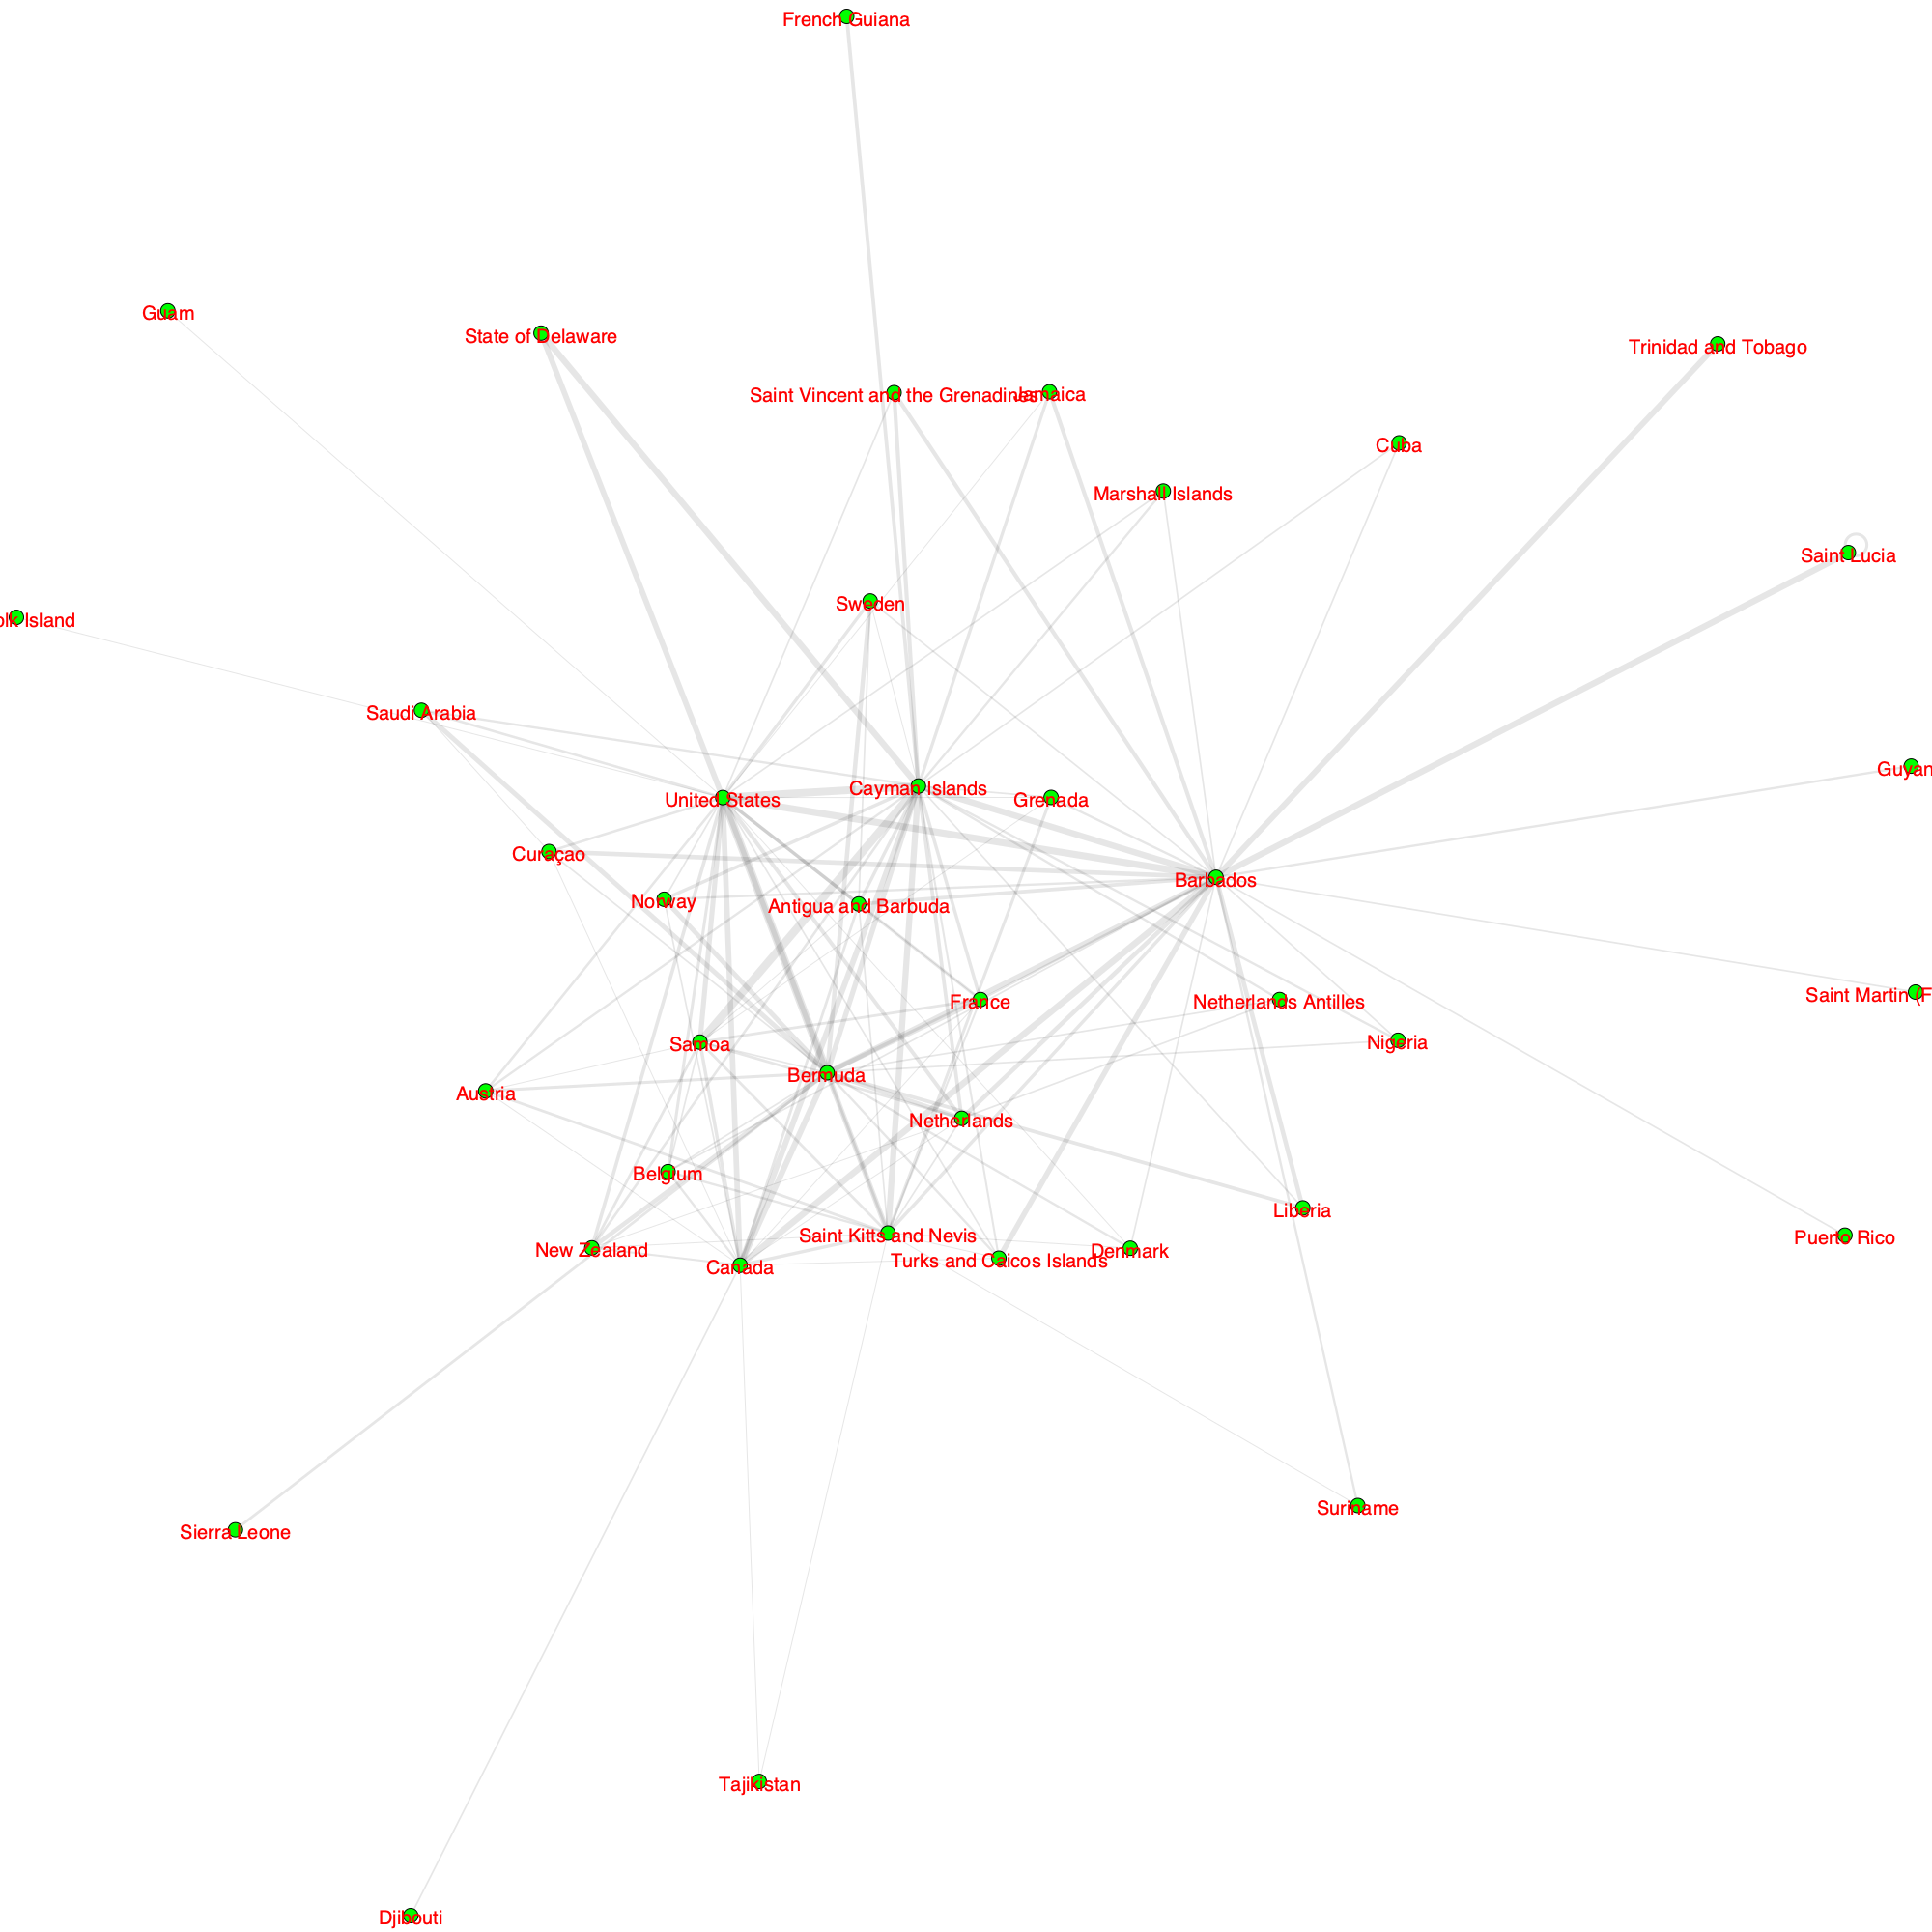 French Guiana
Guam
State of Delaware
Trinidad and Tobago
Saint Vincent and the Grenadines
Jamaica
Cuba
Marshall Islands
Saint Lucia
Sweden
olk Island
Saudi Arabia
Guyan
Cayman Islands
United States
Grenada
Curaçao
Barbados
Norway
Antigua and Barbuda
Saint Martin (F
France
Netherlands Antilles
Nigeria
Samoa
Bermuda
Austria
Netherlands
Belgium
Liberia
Saint Kitts and Nevis
Puerto Rico
New Zealand
Denmark
Turks and Caicos Islands
Canada
Suriname
Sierra Leone
Tajikistan
Djibouti